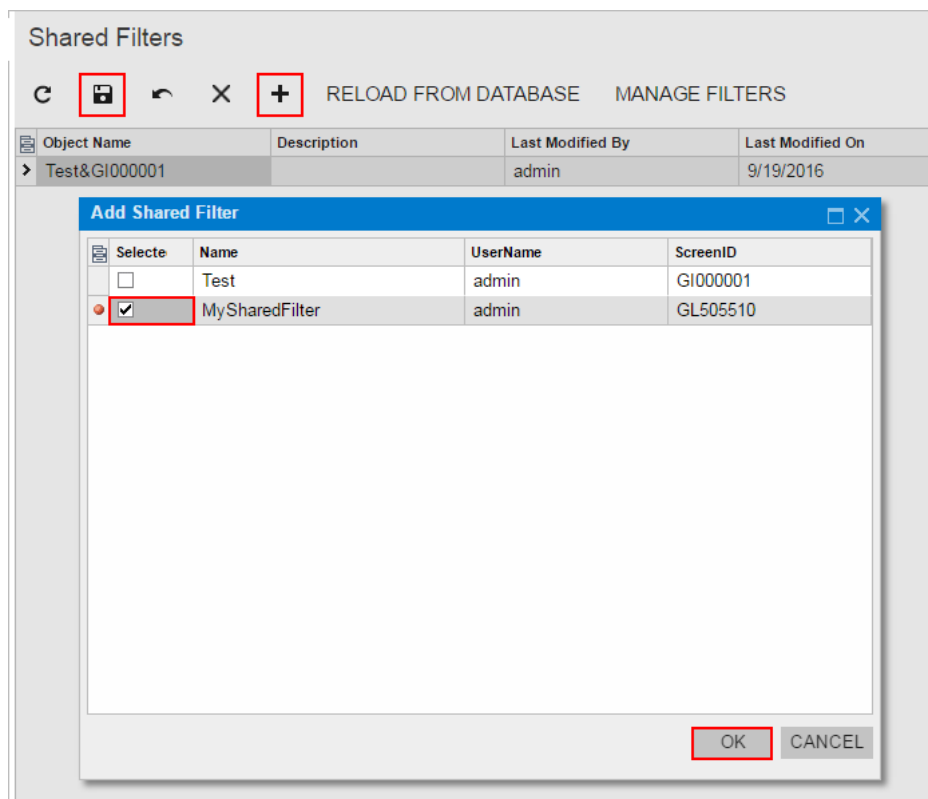 Shared Filters
RELOAD FROM DATABASE MANAGE FILTERS
Object Name Description Last Modified By Last Modified On
Test&GI000001 admin 9/19/2016
Add Shared Filter
Selecte Name UserName ScreenID
Test admin GI000001
MySharedFilter admin GL505510
OK CANCEL